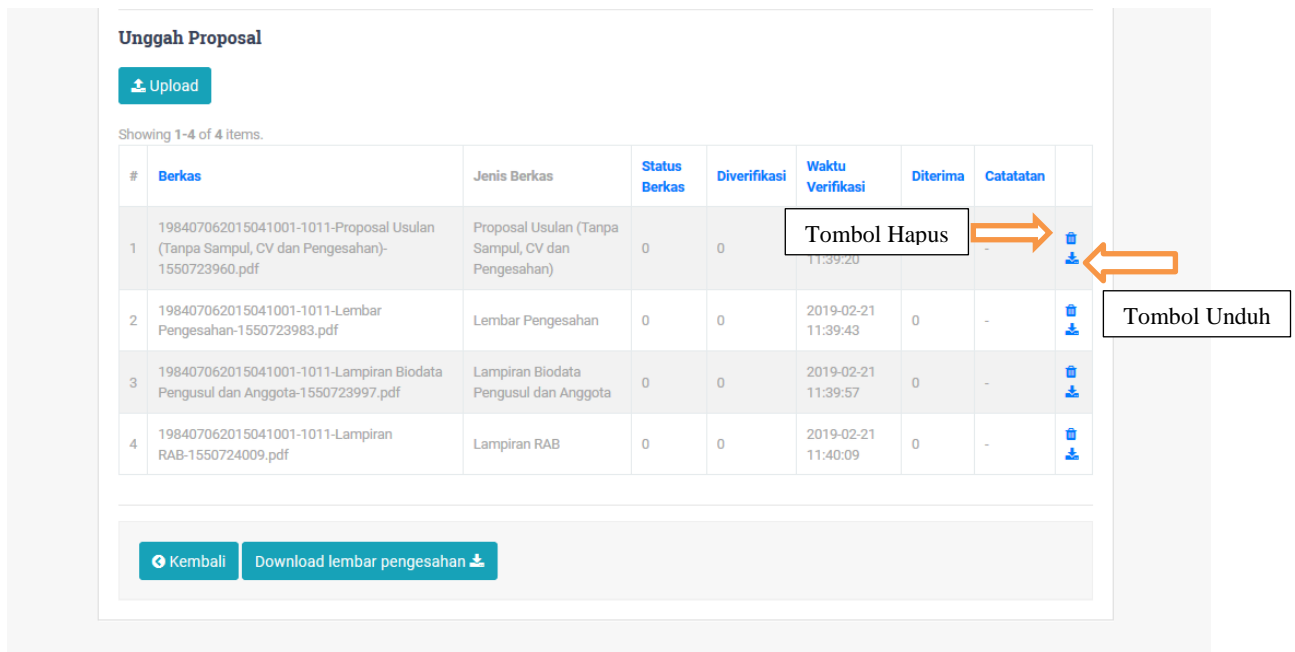 Unggah Proposal
Upload
Showing 1-4 of 4 items.
# Berkas Jenis Berkas Status Berkas Diverifikasi Waktu Verifikasi Diterima Catatatan
1 198407062015041001-1011-Proposal Usulan (Tanpa Sampul, CV dan Pengesahan)-1550723960.pdf Proposal Usulan (Tanpa Sampul, CV dan Pengesahan) 0 0 11:39:20 -
Tombol Hapus
Tombol Unduh
2 198407062015041001-1011-Lembar Pengesahan-1550723983.pdf Lembar Pengesahan 0 0 2019-02-21 11:39:43 0 -
3 198407062015041001-1011-Lampiran Biodata Pengusul dan Anggota-1550723997.pdf Lampiran Biodata Pengusul dan Anggota 0 0 2019-02-21 11:39:57 0 -
4 198407062015041001-1011-Lampiran RAB-1550724009.pdf Lampiran RAB 0 0 2019-02-21 11:40:09 0 -
Kembali Download lembar pengesahan